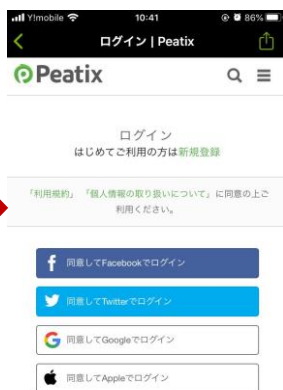 Y!mobile 10:41 86%
ログイン | Peatix
Peatix
ログイン
はじめてご利用の方は新規登録
「利用規約」「個人情報の取り扱いについて」に同意の上ご
利用ください。
同意してFacebookでログイン
同意してTwitterでログイン
同意してGoogleでログイン
同意してAppleでログイン